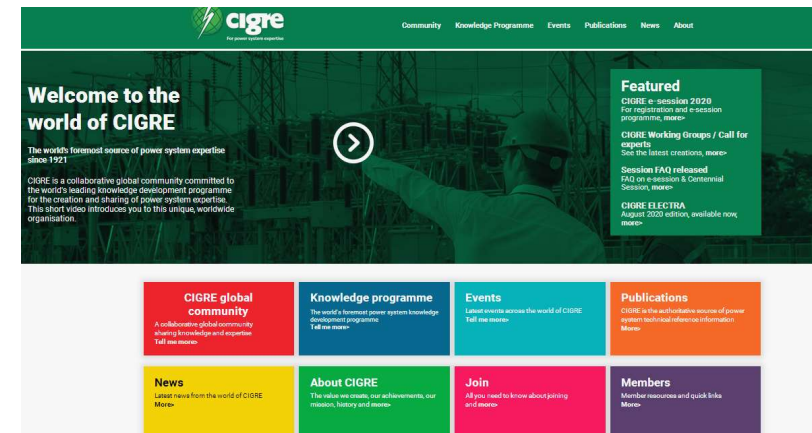 cigre
For power system expertise
Community Knowledge Programme Events Publications News About
Welcome to the
world of CIGRE
The world's foremost source of power system expertise
since 1921
CIGRE is a collaborative global community committed to
the world's leading knowledge development programme
for the creation and sharing of power system expertise.
This short video introduces you to this unique, worldwide
organisation.
Featured
CIGRE e-session 2020
For registration and e-session
programme, more>
CIGRE Working Groups / Call for
experts
See the latest creations, more>
Session FAQ released
FAQ on e-session & Centennial
Session, more>
CIGRE ELECTRA
August 2020 edition, available now,
more>
CIGRE global
community
A collaborative global community
sharing knowledge and expertise
Tell me more>
Knowledge programme
The world's foremost power system knowledge
development programme
Tell me more>
Events
Latest events across the world of CIGRE
Tell me more>
Publications
CIGRE is the authoritative source of power
system technical reference information
More>
News
Latest news from the world of CIGRE
More>
About CIGRE
The value we create, our achievements, our
mission, history and more>
Join
All you need to know about joining
and more>
Members
Member resources and quick links
More>